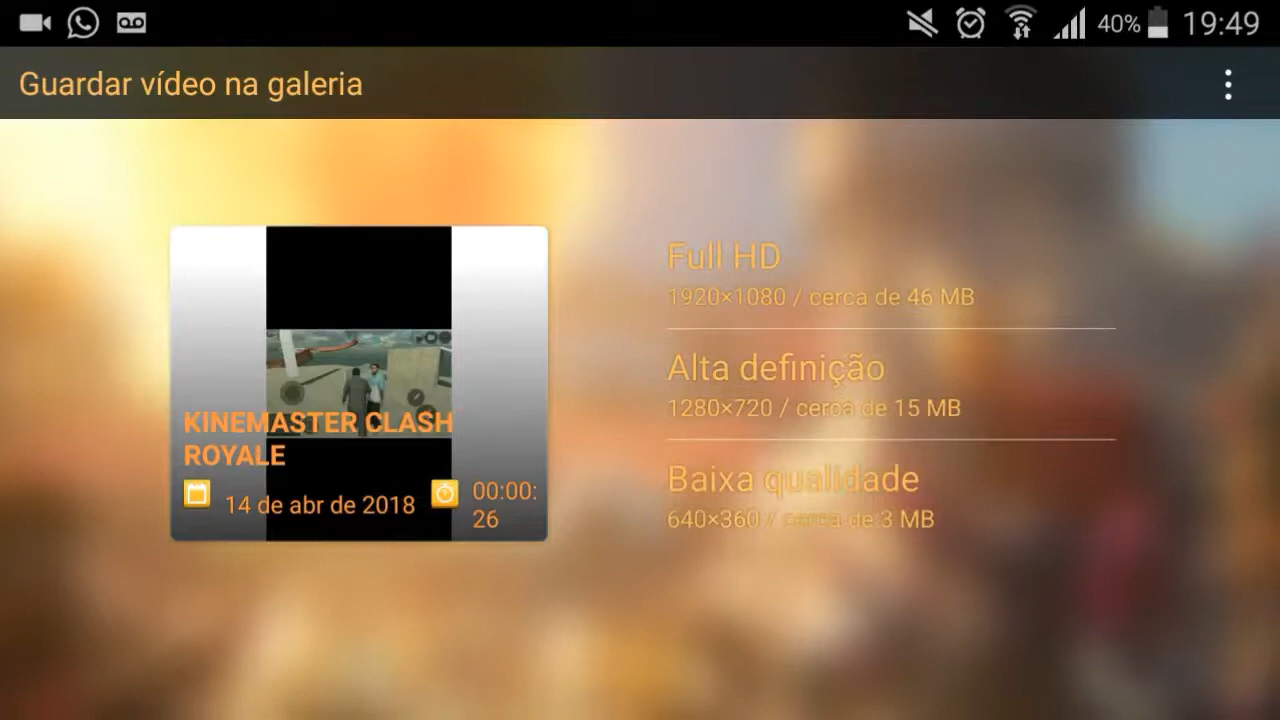 40% 19:49
Guardar vídeo na galeria
KINEMASTER CLASH
ROYALE
14 de abr de 2018
00:00:
26
Full HD
1920×1080 / cerca de 46 MB
Alta definição
1280×720 / cerca de 15 MB
Baixa qualidade
640×360 / cerca de 3 MB